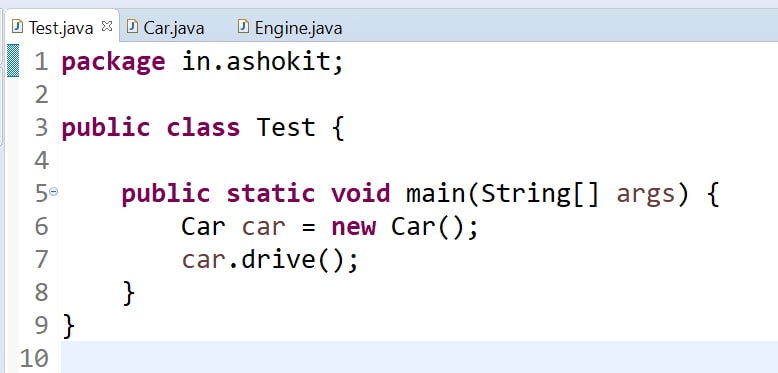 Test.java Car.java Engine.java
1 package in.ashokit;
2
3 public class Test {
4
5 public static void main(String[] args) {
6 Car car = new Car();
7 car.drive();
8 }
9 }
10